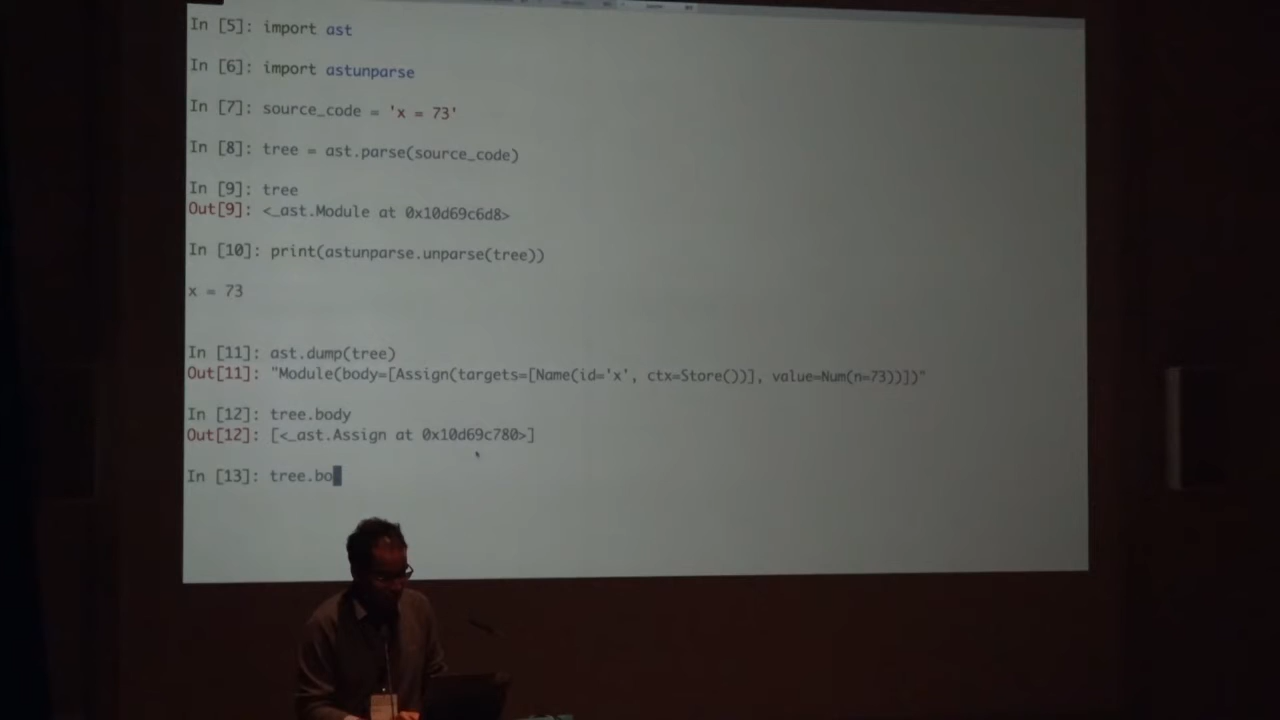 In [5]: import ast
In [6]: import astunparse
In [7]: source_code = 'x = 73'
In [8]: tree = ast.parse(source_code)
In [9]: tree
Out[9]: <_ast.Module at 0x10d69c6d8>
In [10]: print(astunparse.unparse(tree))
x = 73
In [11]: ast.dump(tree)
Out[11]: "Module(body=[Assign(targets=[Name(id='x', ctx=Store())], value=Num(n=73))])"
In [12]: tree.body
Out[12]: [<_ast.Assign at 0x10d69c780>]
In [13]: tree.bo